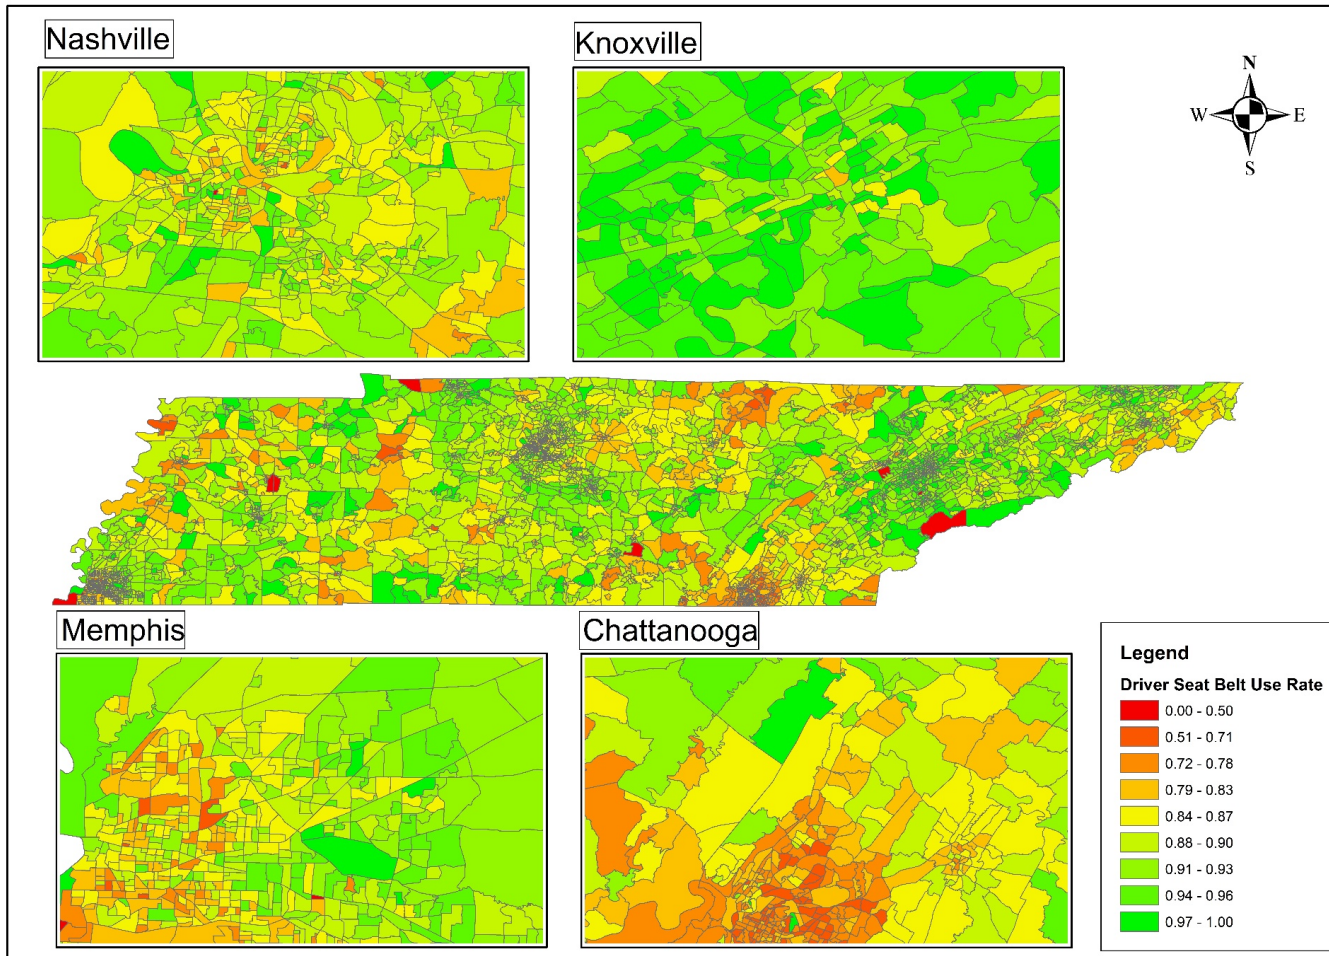 Nashville
Knoxville
N
W E
S
Memphis
Chattanooga
Legend
Driver Seat Belt Use Rate
0.00 - 0.50
0.51 - 0.71
0.72 - 0.78
0.79 - 0.83
0.84 - 0.87
0.88 - 0.90
0.91 - 0.93
0.94 - 0.96
0.97 - 1.00